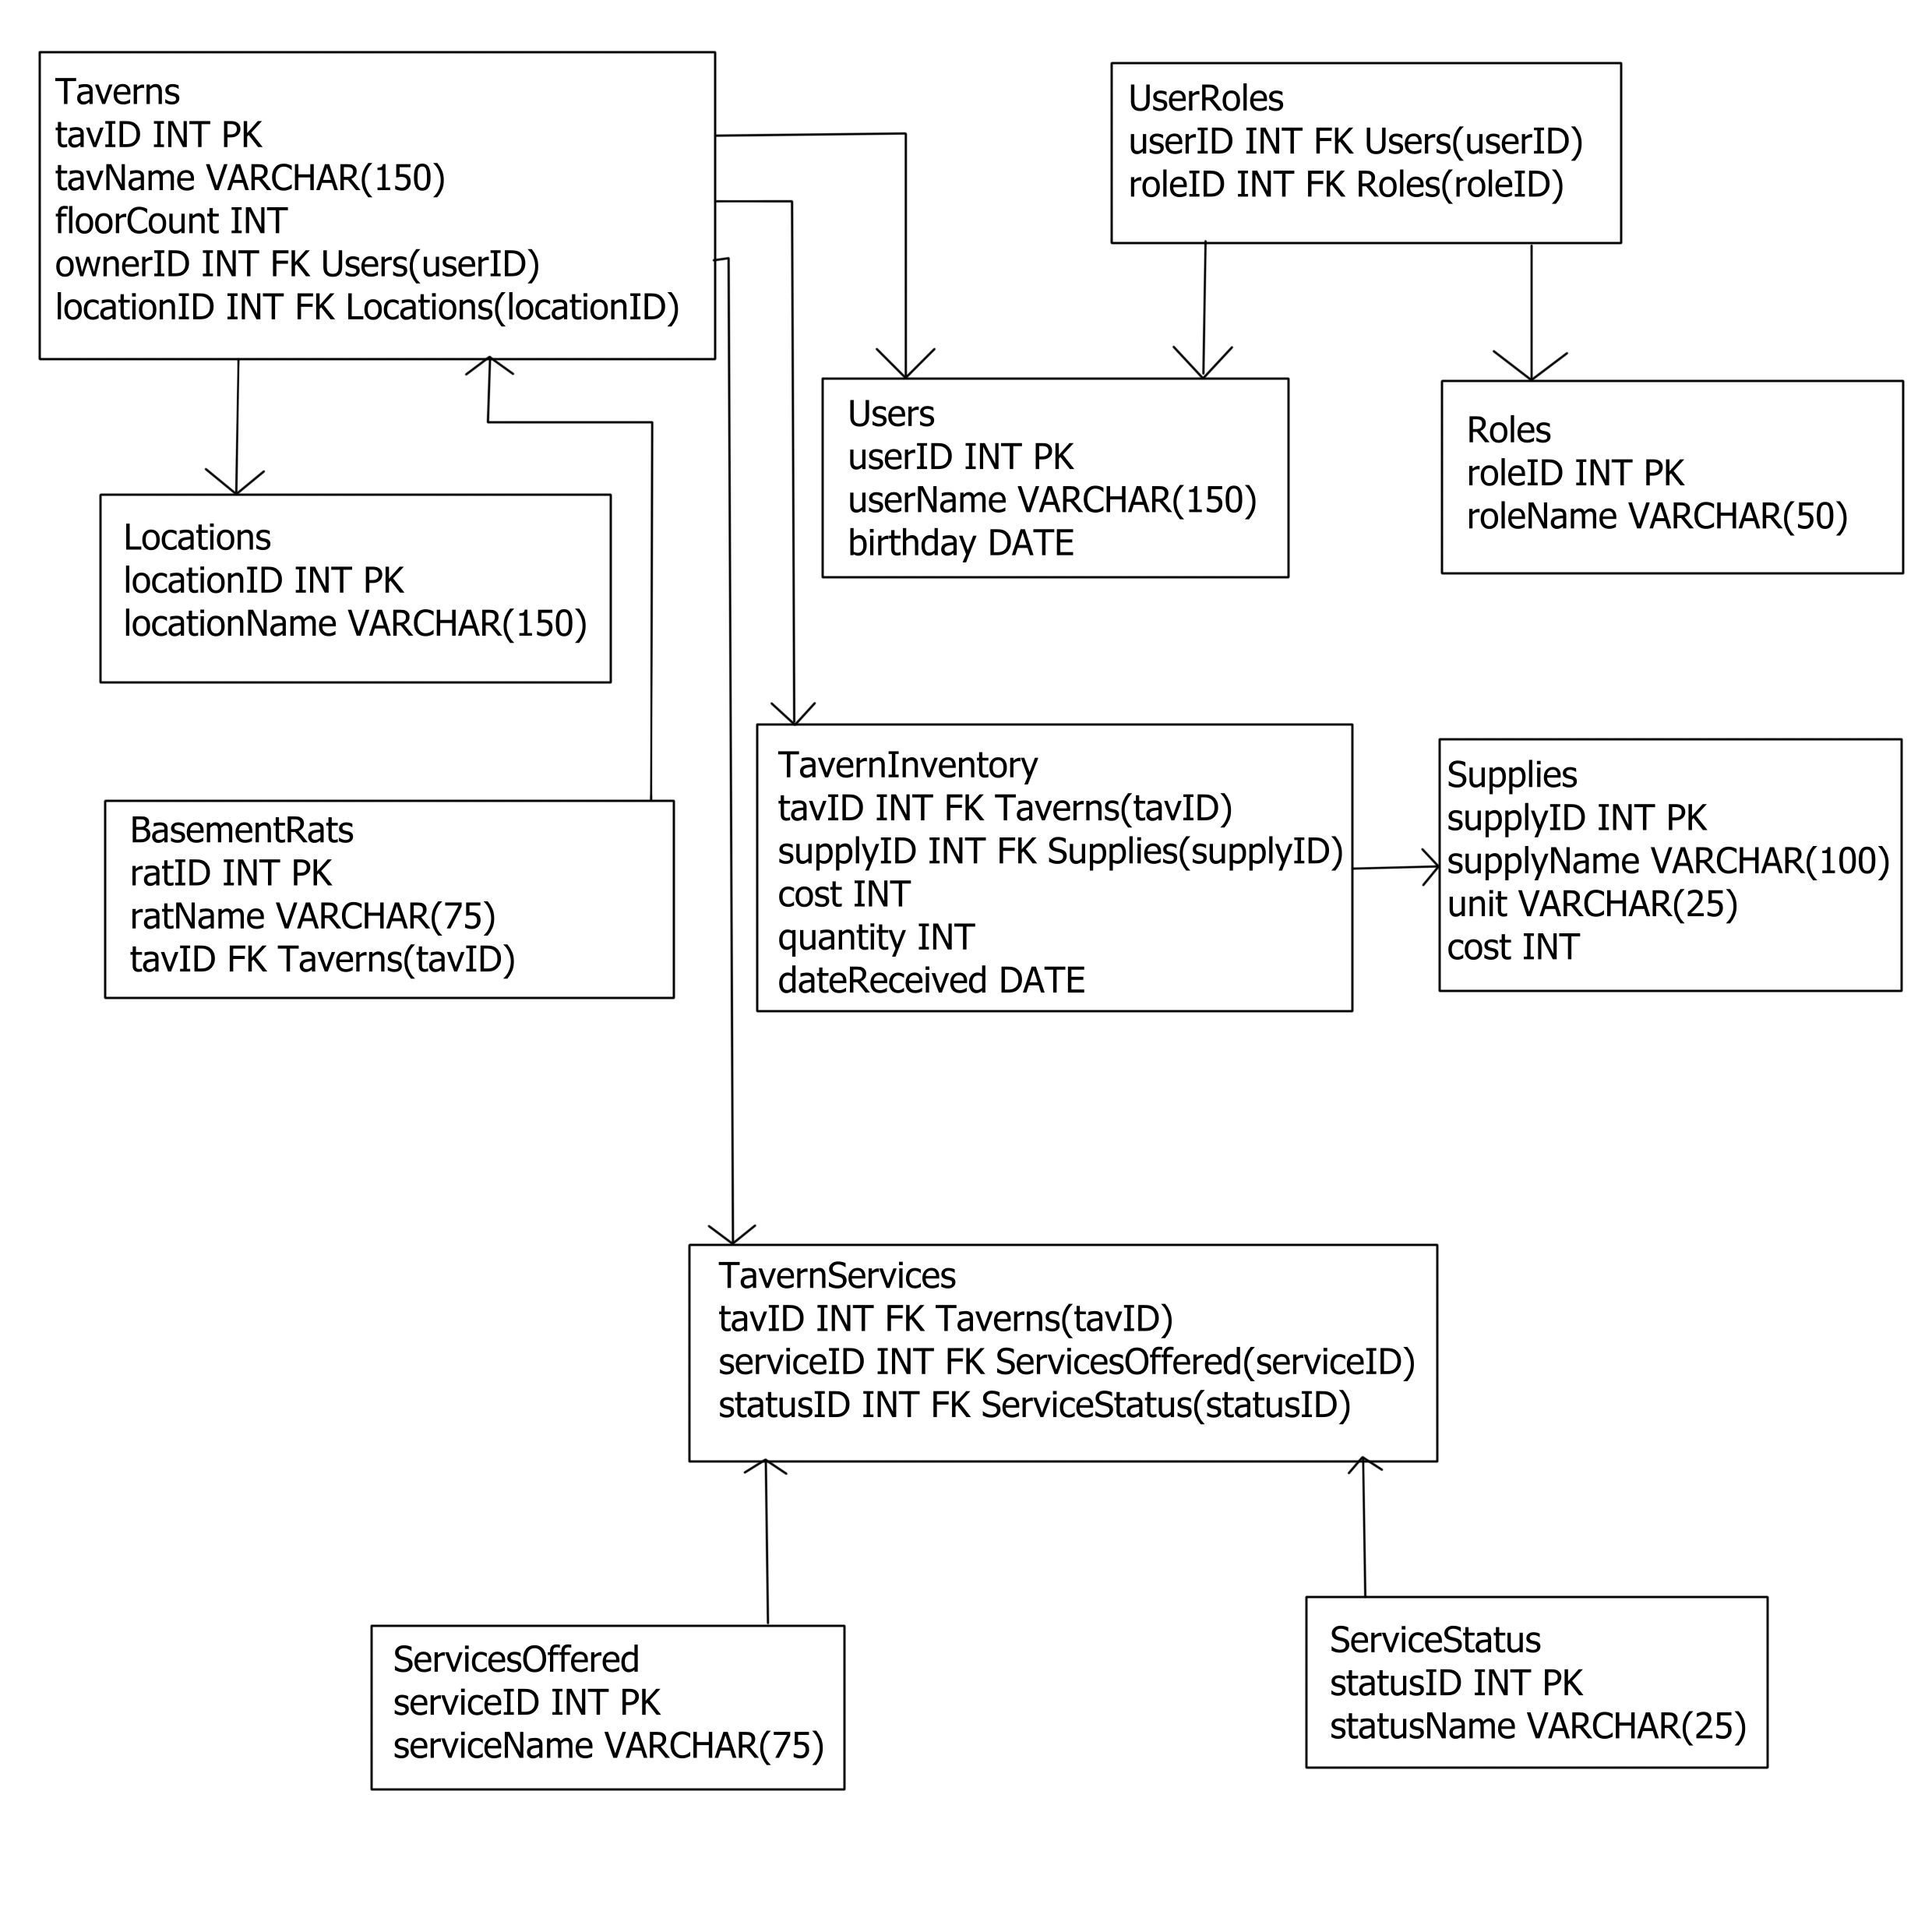 Taverns
tavID INT PK
tavName VARCHAR(150)
floorCount INT
ownerID INT FK Users(userID)
locationID INT FK Locations(locationID)
UserRoles
userID INT FK Users(userID)
roleID INT FK Roles(roleID)
Users
userID INT PK
userName VARCHAR(150)
birthday DATE
Roles
roleID INT PK
roleName VARCHAR(50)
Locations
locationID INT PK
locationName VARCHAR(150)
BasementRats
ratID INT PK
ratName VARCHAR(75)
tavID FK Taverns(tavID)
TavernInventory
tavID INT FK Taverns(tavID)
supplyID INT FK Supplies(supplyID)
cost INT
quantity INT
dateReceived DATE
Supplies
supplyID INT PK
supplyName VARCHAR(100)
unit VARCHAR(25)
cost INT
TavernServices
tavID INT FK Taverns(tavID)
serviceID INT FK ServicesOffered(serviceID)
statusID INT FK ServiceStatus(statusID)
ServicesOffered
serviceID INT PK
serviceName VARCHAR(75)
ServiceStatus
statusID INT PK
statusName VARCHAR(25)